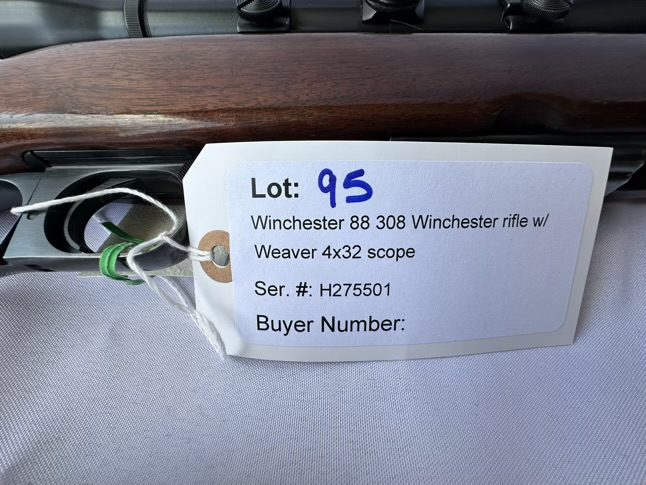 Lot: 95
Winchester 88 308 Winchester rifle w/
Weaver 4x32 scope
Ser. #: H275501
Buyer Number: